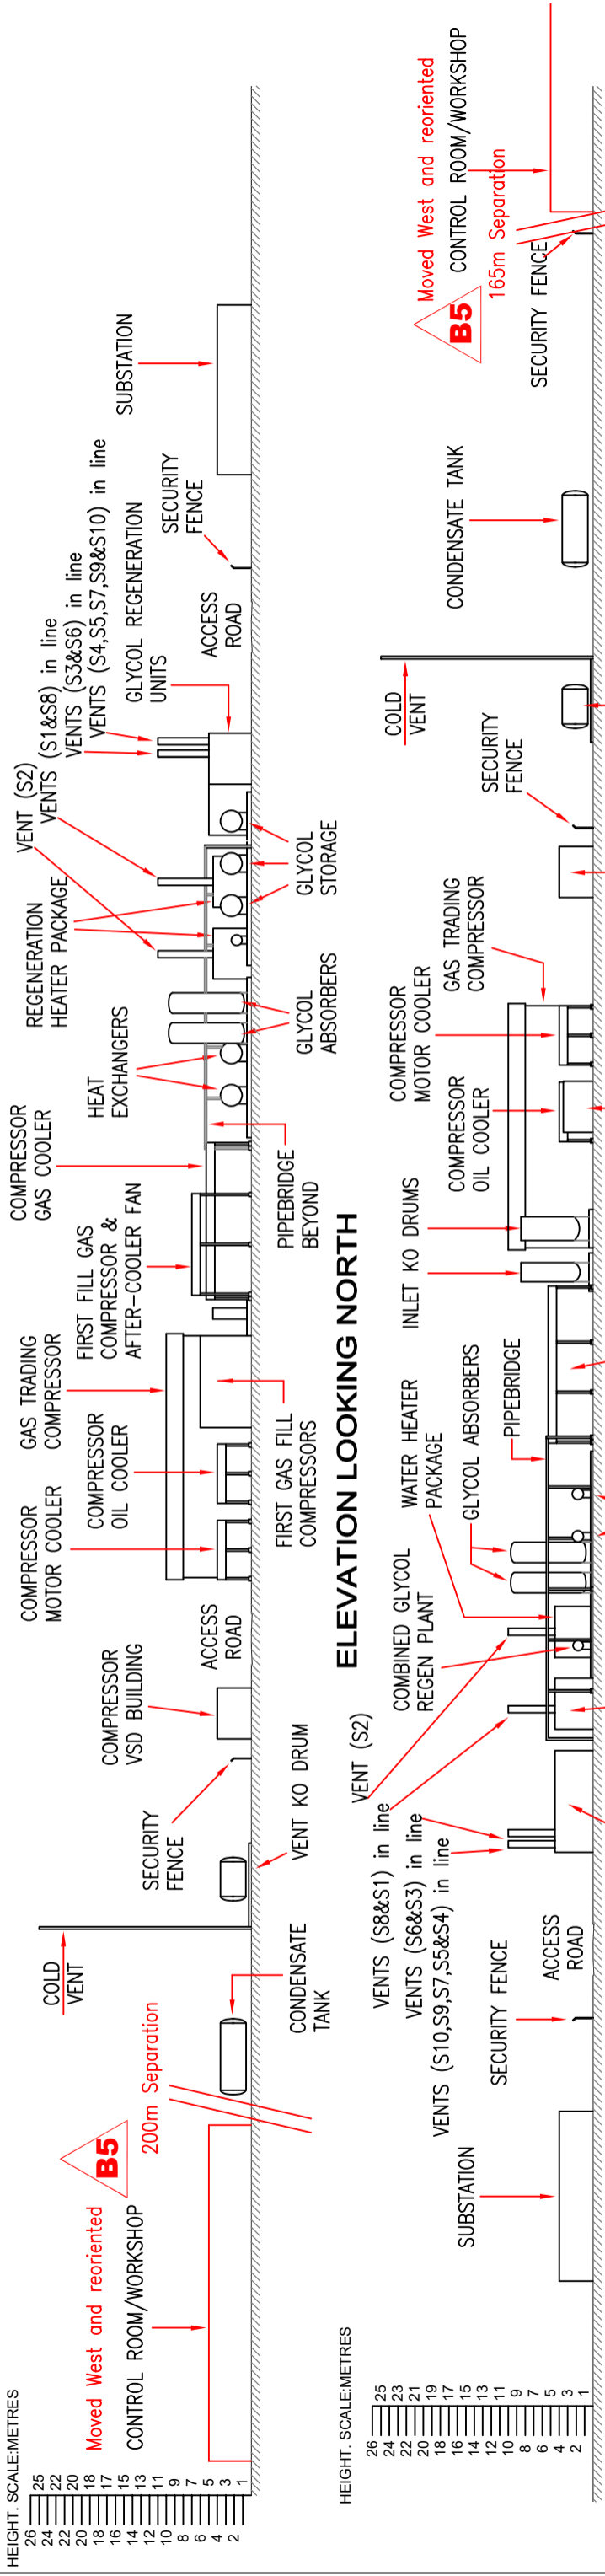 HEIGHT. SCALE:METRES
26
25
24
22
22
20
20
18
18
17
16
15
14
13
12
11
10
9
8
7
6
5
4
3
2
1
Moved West and reoriented
CONTROL ROOM/WORKSHOP
B5
200m Separation
CONDENSATE
TANK
COLD
VENT
VENT KO DRUM
SECURITY
FENCE
COMPRESSOR
VSD BUILDING
ACCESS
ROAD
COMPRESSOR
MOTOR COOLER
COMPRESSOR
OIL COOLER
GAS TRADING
COMPRESSOR
FIRST GAS FILL
COMPRESSORS
FIRST FILL GAS
COMPRESSOR &
AFTER-COOLER FAN
COMPRESSOR
GAS COOLER
PIPEBRIDGE
BEYOND
HEAT
EXCHANGERS
GLYCOL
ABSORBERS
REGENERATION
HEATER PACKAGE
VENT (S2)
VENTS (S1&S8) in line
VENTS (S3&S6) in line
VENTS (S4,S5,S7,S9&S10) in line
GLYCOL
STORAGE
GLYCOL REGENERATION
UNITS
ACCESS
ROAD
SECURITY
FENCE
SUBSTATION
ELEVATION LOOKING NORTH
HEIGHT. SCALE:METRES
26
25
24
23
22
21
20
19
18
17
16
15
14
13
12
11
10
9
8
7
6
5
4
3
2
1
SUBSTATION
SECURITY FENCE
ACCESS
ROAD
VENTS (S10,S9,S7,S5&S4) in line
VENTS (S6&S3) in line
VENTS (S8&S1) in line
VENT (S2)
COMBINED GLYCOL
REGEN PLANT
WATER HEATER
PACKAGE
GLYCOL ABSORBERS
PIPEBRIDGE
INLET KO DRUMS
COMPRESSOR
OIL COOLER
COMPRESSOR
MOTOR COOLER
GAS TRADING
COMPRESSOR
SECURITY
FENCE
COLD
VENT
CONDENSATE TANK
SECURITY FENCE
B5
Moved West and reoriented
CONTROL ROOM/WORKSHOP
165m Separation